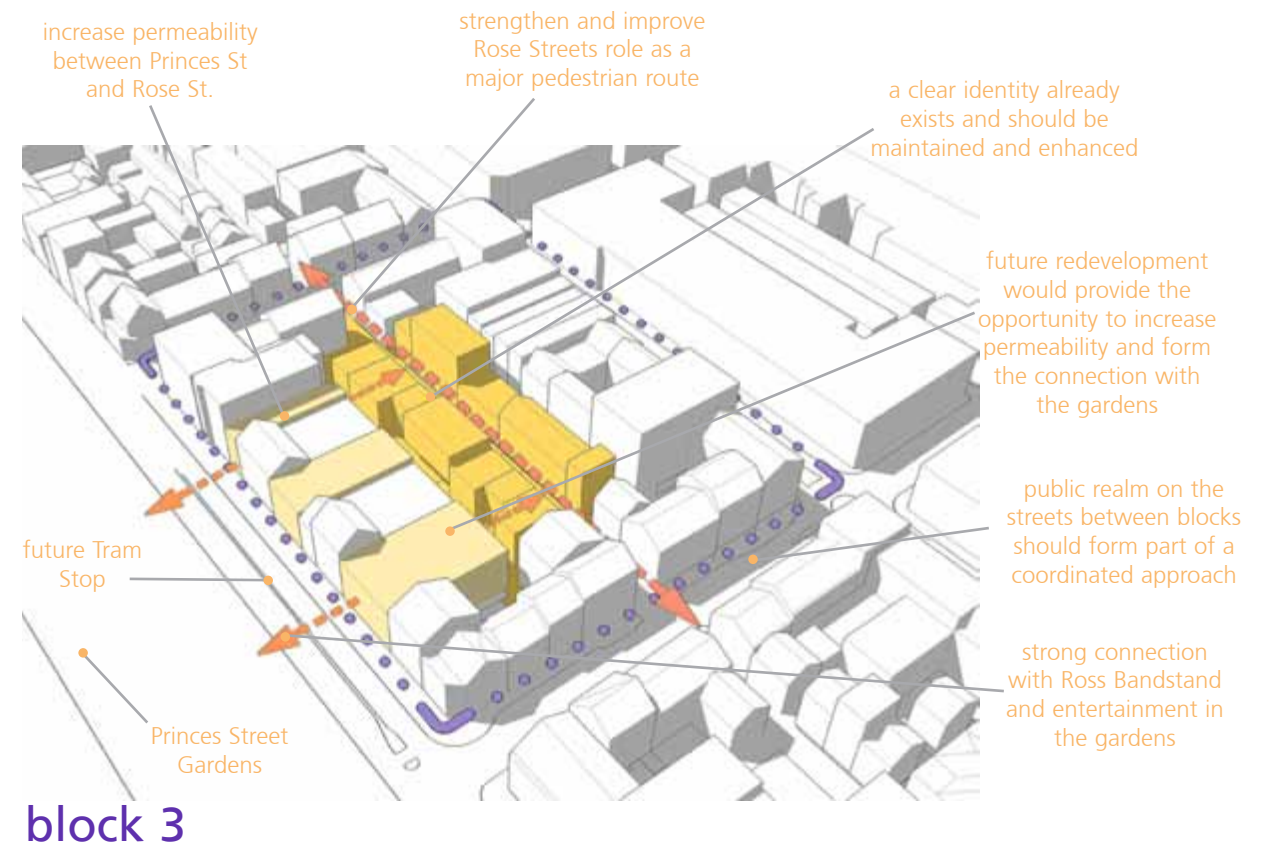 increase permeability
between Princes St
and Rose St.
strengthen and improve
Rose Streets role as a
major pedestrian route
a clear identity already
exists and should be
maintained and enhanced
future redevelopment
would provide the
opportunity to increase
permeability and form
the connection with
the gardens
public realm on the
streets between blocks
should form part of a
coordinated approach
strong connection
with Ross Bandstand
and entertainment in
the gardens
future Tram
Stop
Princes Street
Gardens
block 3